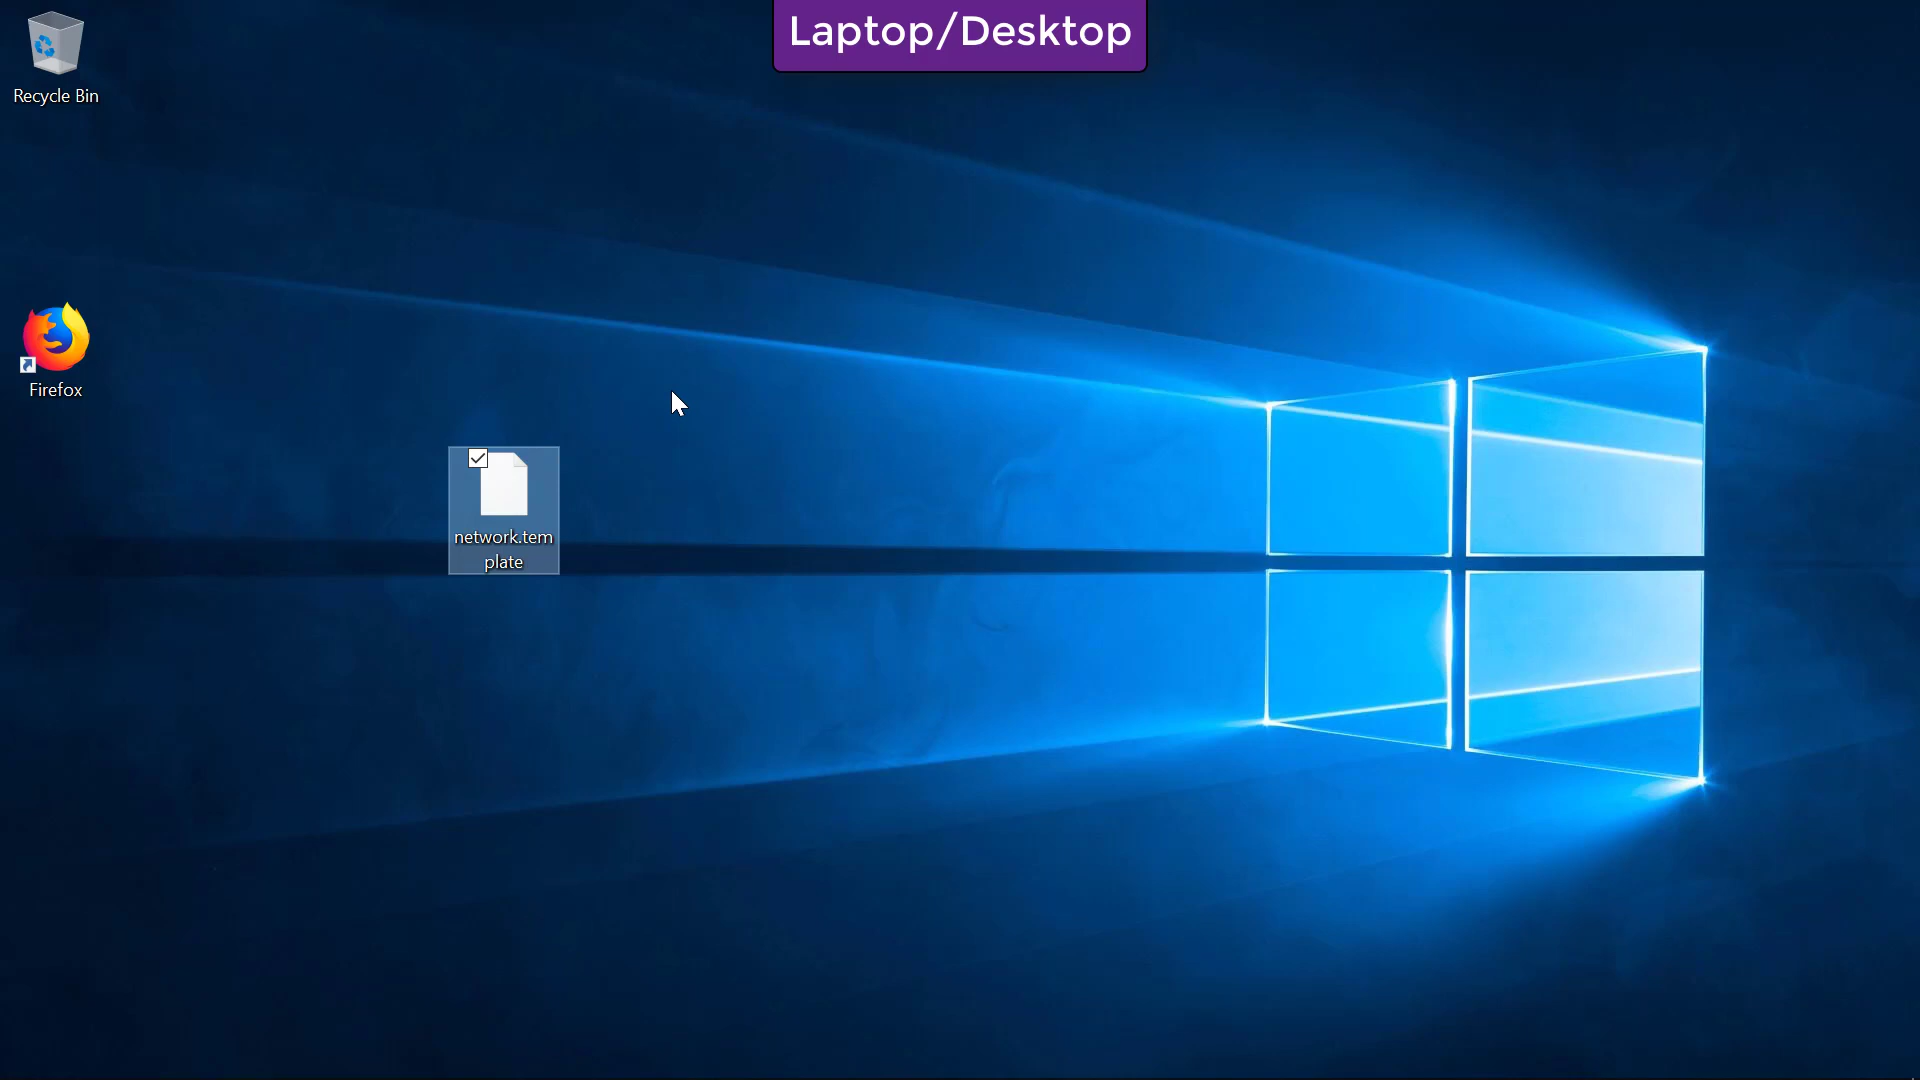 Laptop/Desktop
Recycle Bin
Firefox
network.tem
plate